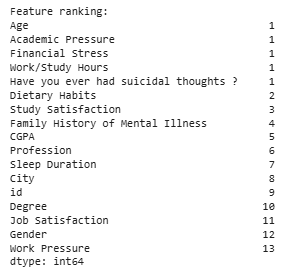 Feature ranking:
Age 1
Academic Pressure 1
Financial Stress 1
Work/Study Hours 1
Have you ever had suicidal thoughts ? 1
Dietary Habits 2
Study Satisfaction 3
Family History of Mental Illness 4
CGPA 5
Profession 6
Sleep Duration 7
City 8
id 9
Degree 10
Job Satisfaction 11
Gender 12
Work Pressure 13
dtype: int64